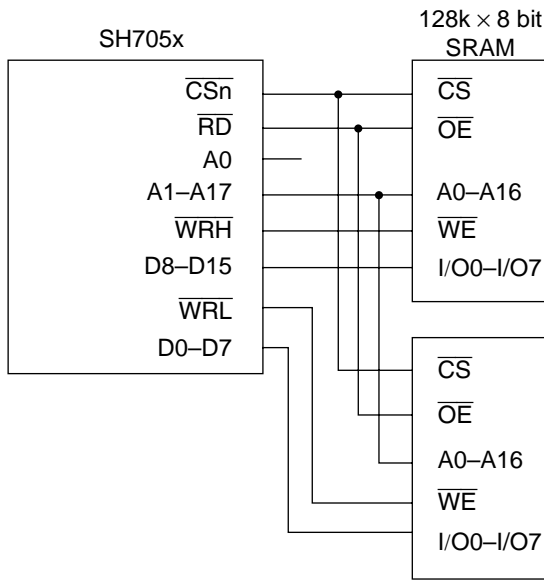 128k × 8 bit
SH705x
SRAM
CSn
CS
RD
OE
A0
A1–A17
A0–A16
WRH
WE
D8–D15
I/O0–I/O7
WRL
D0–D7
CS
OE
A0–A16
WE
I/O0–I/O7